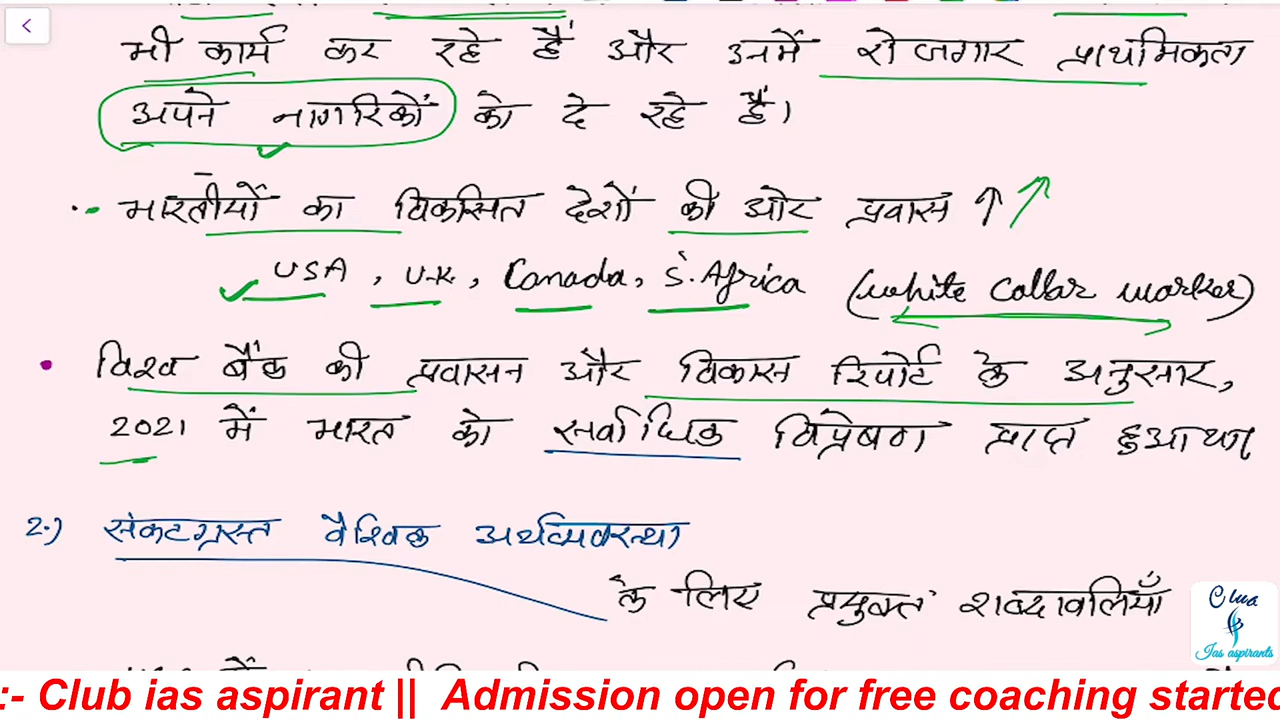 भी कार्य कर रहे हैं और उनमें रोजगार प्राथमिकता
अपने नागरिकों को दे रहे हैं।
भारतीयों का विकसित देशों की ओर प्रवास ↑
USA, U.K., Canada, S. Africa (white collar worker)
• विश्व बैंक की प्रवासन और विकास रिपोर्ट के अनुसार,
2021 में भारत को सर्वाधिक विप्रेषण प्राप्त हुआ था
2.) संकटग्रस्त वैश्विक अर्थव्यवस्था
के लिए प्रयुक्त शब्दावलियाँ
Club
Ias aspirants
:- Club ias aspirant || Admission open for free coaching started